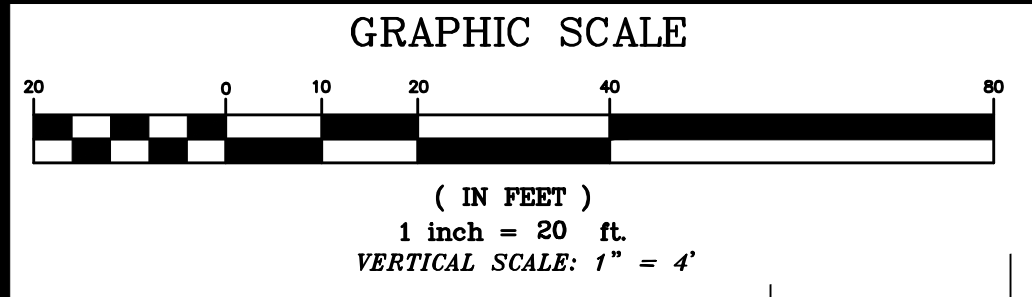 GRAPHIC SCALE
20 0 10 20 40 80
( IN FEET )
1 inch = 20 ft.
VERTICAL SCALE: 1" = 4'